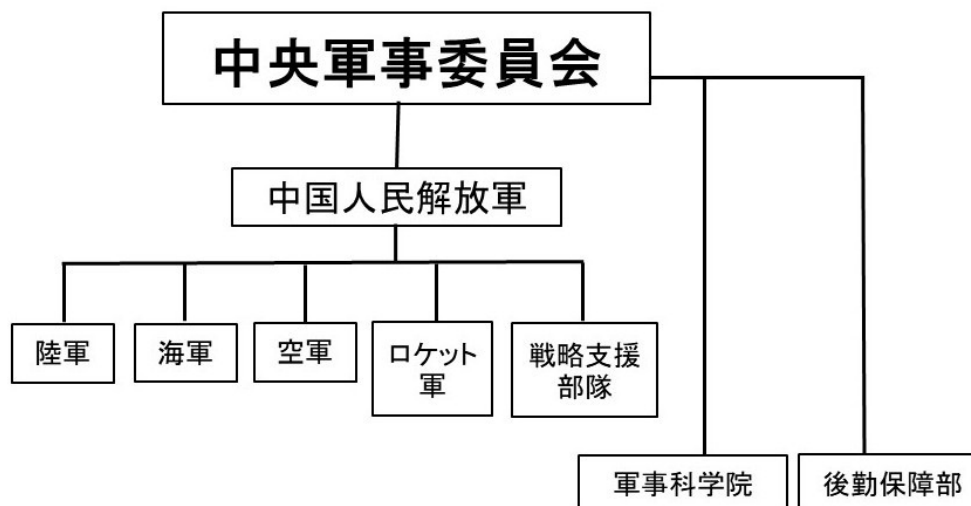 中央軍事委員会
中国人民解放軍
陸軍
海軍
空軍
ロケット
軍
戦略支援
部隊
軍事科学院
後勤保障部